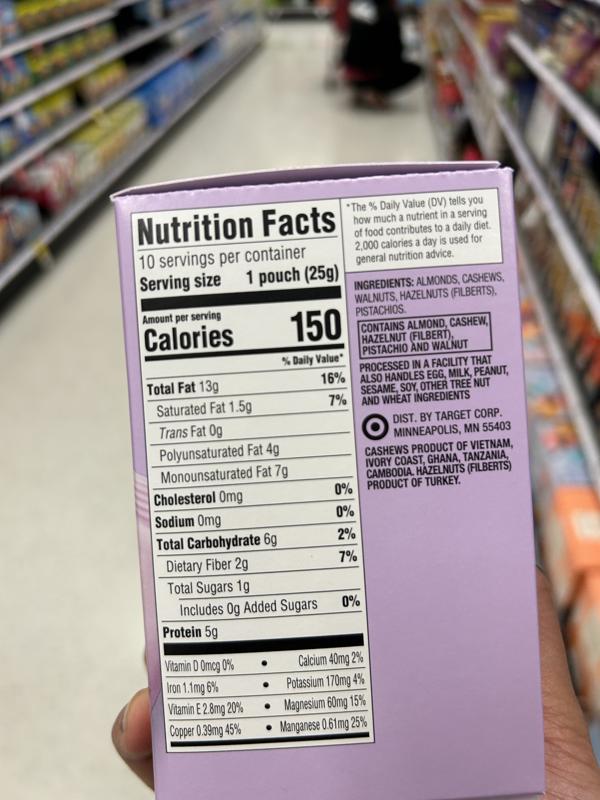 Nutrition Facts
10 servings per container
Serving size 1 pouch (25g)
Amount per serving
Calories 150
% Daily Value*
Total Fat 13g 16%
Saturated Fat 1.5g 7%
Trans Fat 0g
Polyunsaturated Fat 4g
Monounsaturated Fat 7g
Cholesterol 0mg 0%
Sodium 0mg 0%
Total Carbohydrate 6g 2%
Dietary Fiber 2g 7%
Total Sugars 1g
Includes 0g Added Sugars 0%
Protein 5g
Vitamin D 0mcg 0% • Calcium 40mg 2%
Iron 1.1mg 6% • Potassium 170mg 4%
Vitamin E 2.8mg 20% • Magnesium 60mg 15%
Copper 0.39mg 45% • Manganese 0.61mg 25%
*The % Daily Value (DV) tells you
how much a nutrient in a serving
of food contributes to a daily diet.
2,000 calories a day is used for
general nutrition advice.
INGREDIENTS: ALMONDS, CASHEWS,
WALNUTS, HAZELNUTS (FILBERTS),
PISTACHIOS.
CONTAINS ALMOND, CASHEW,
HAZELNUT (FILBERT),
PISTACHIO AND WALNUT
PROCESSED IN A FACILITY THAT
ALSO HANDLES EGG, MILK, PEANUT,
SESAME, SOY, OTHER TREE NUT
AND WHEAT INGREDIENTS
DIST. BY TARGET CORP.
MINNEAPOLIS, MN 55403
CASHEWS PRODUCT OF VIETNAM,
IVORY COAST, GHANA, TANZANIA,
CAMBODIA. HAZELNUTS (FILBERTS)
PRODUCT OF TURKEY.